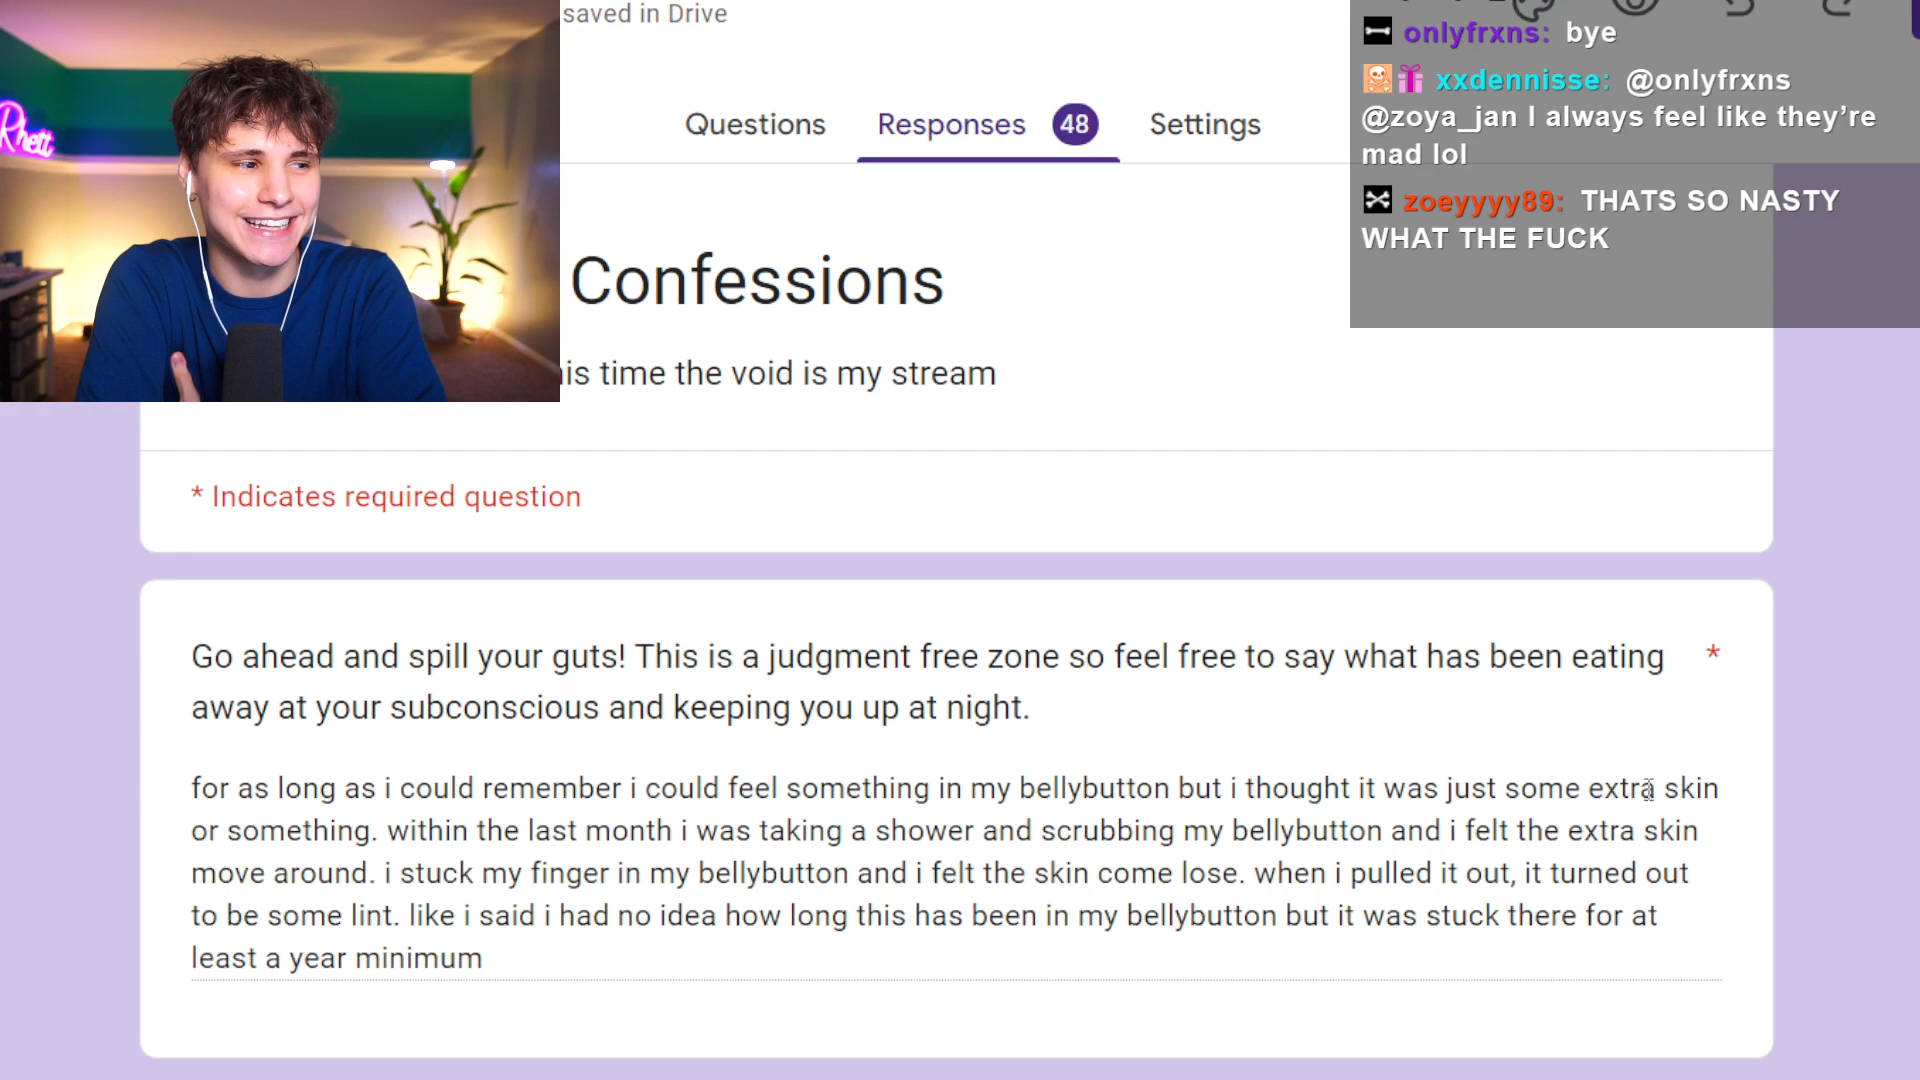 saved in Drive
Rhett
onlyfrxns: bye
xxdennisse: @onlyfrxns
@zoya_jan I always feel like they’re
mad lol
zoeyyyy89: THATS SO NASTY
WHAT THE FUCK
Questions Responses 48 Settings
Confessions
is time the void is my stream
* Indicates required question
Go ahead and spill your guts! This is a judgment free zone so feel free to say what has been eating *
away at your subconscious and keeping you up at night.
for as long as i could remember i could feel something in my bellybutton but i thought it was just some extra skin
or something. within the last month i was taking a shower and scrubbing my bellybutton and i felt the extra skin
move around. i stuck my finger in my bellybutton and i felt the skin come lose. when i pulled it out, it turned out
to be some lint. like i said i had no idea how long this has been in my bellybutton but it was stuck there for at
least a year minimum